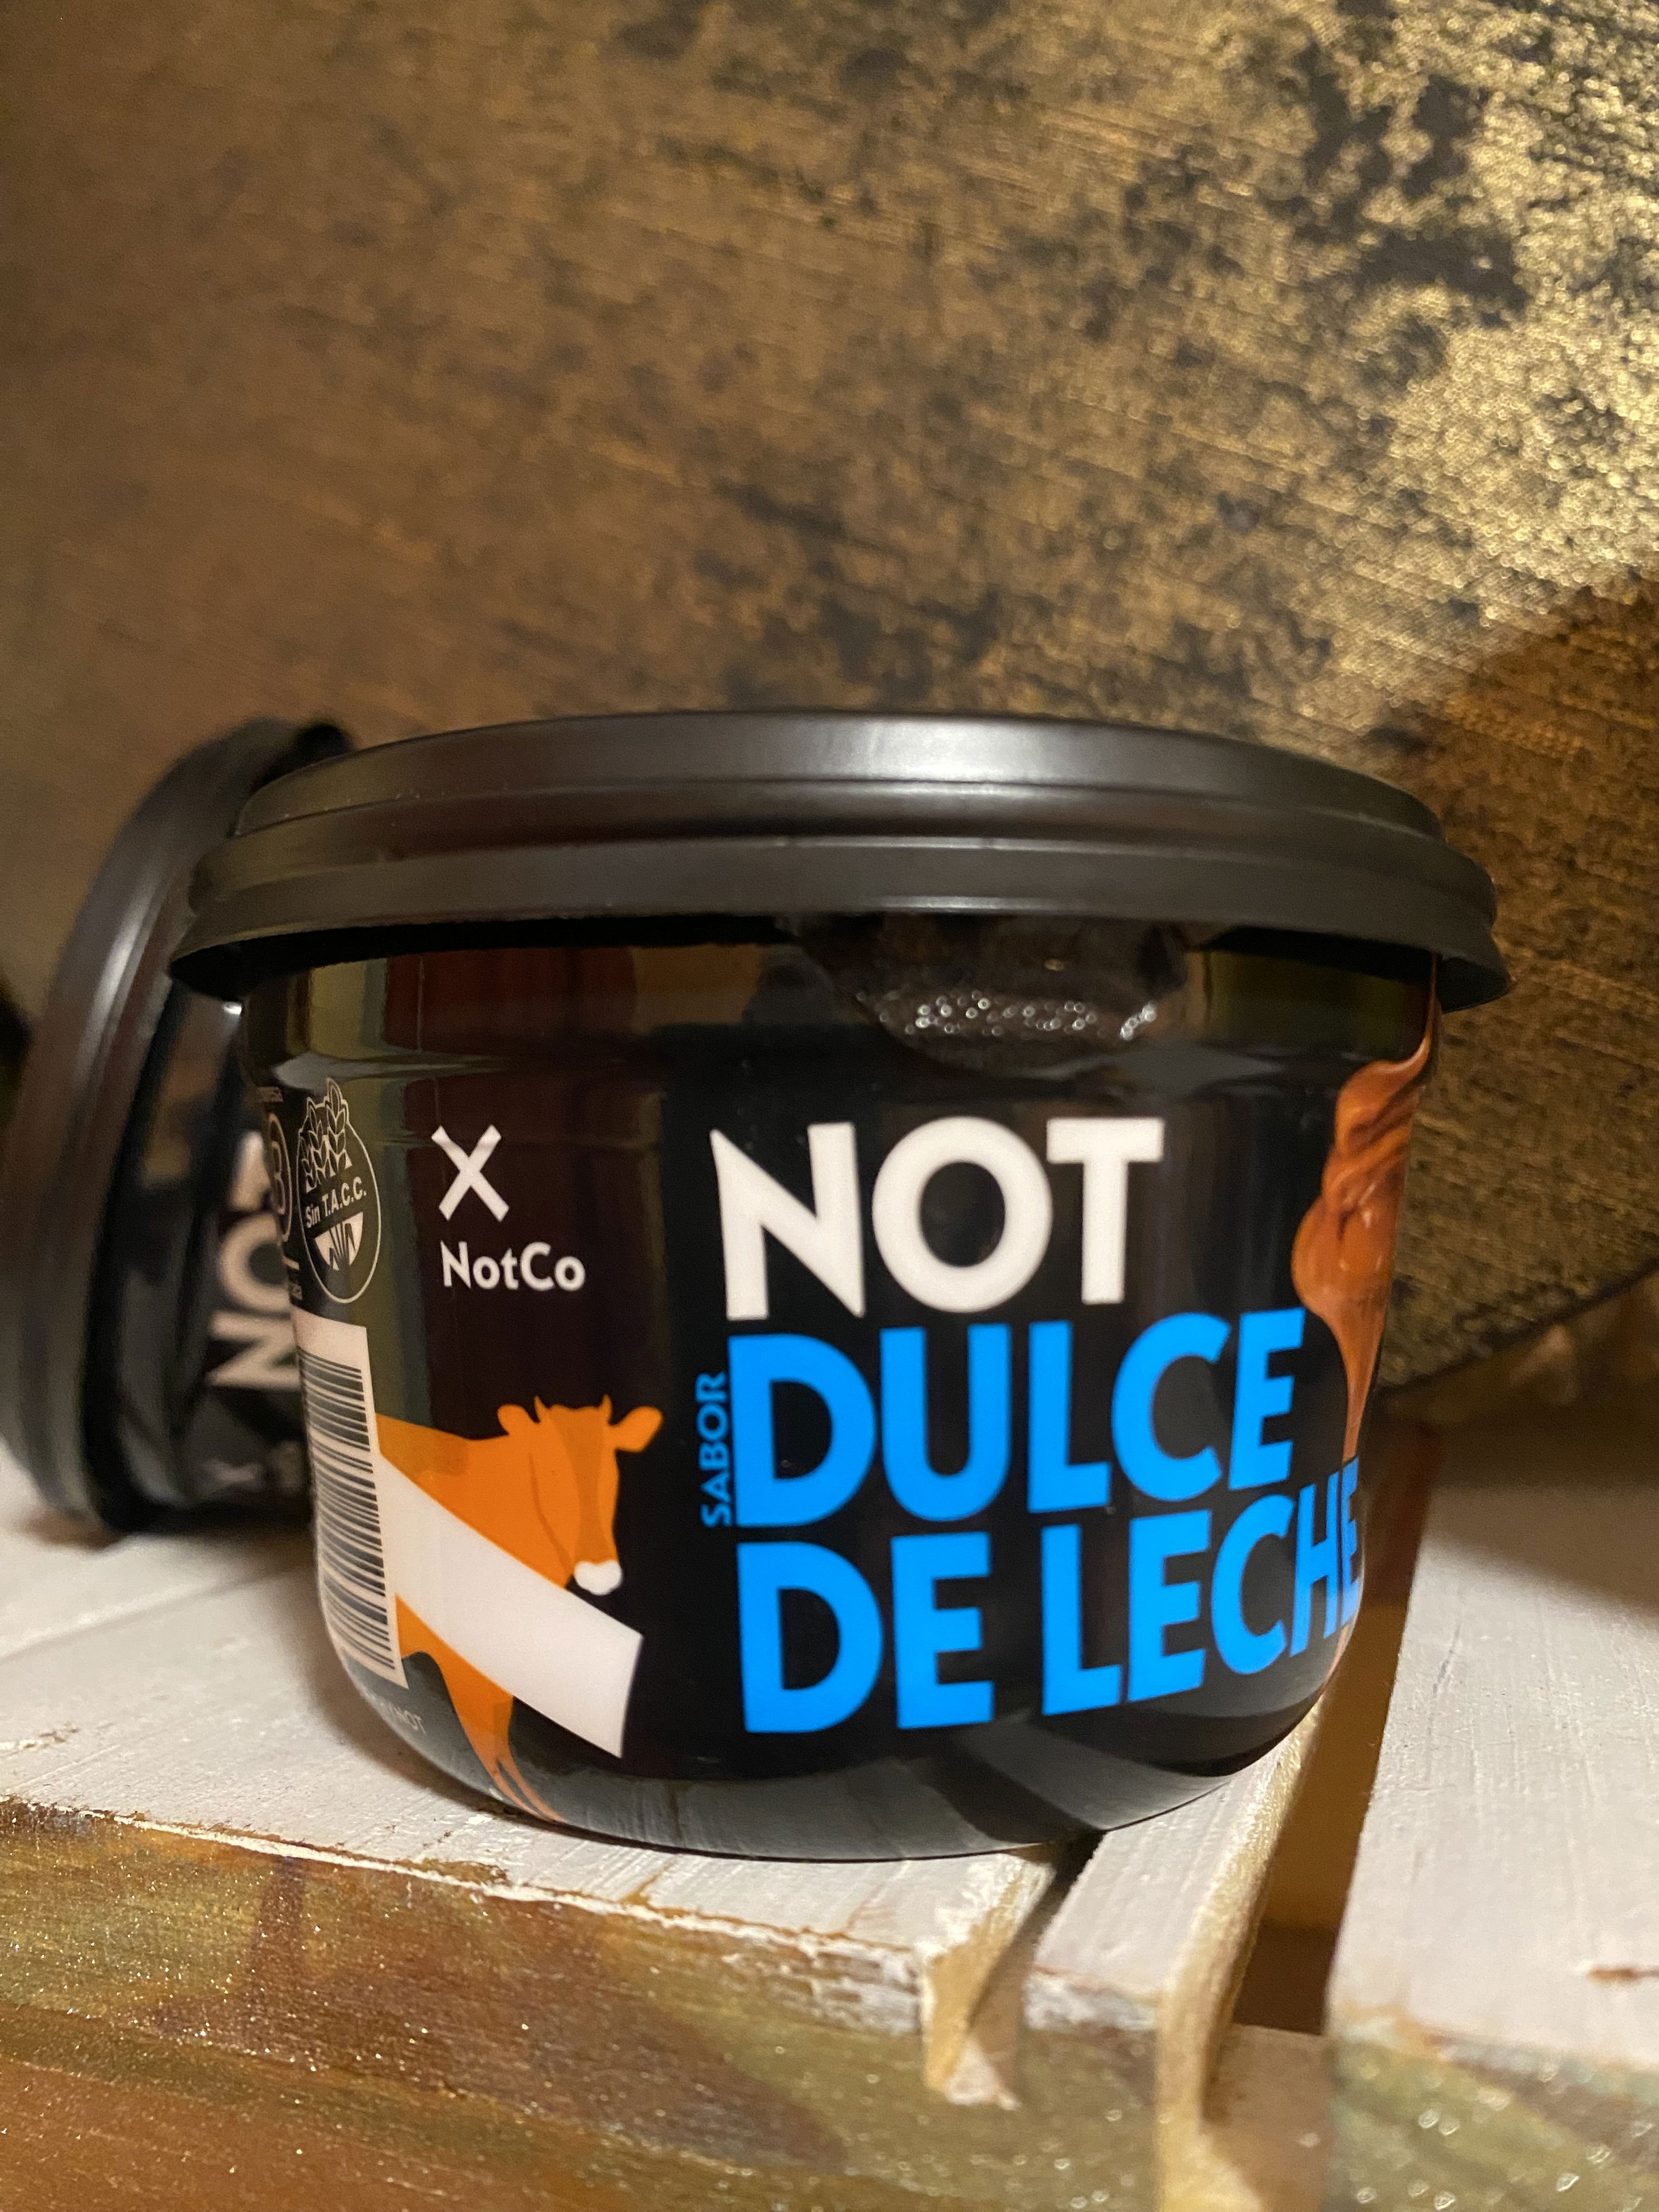 Sin T.A.C.C.
X
NotCo
NOT
SABOR
DULCE
DE LECHE
NOT